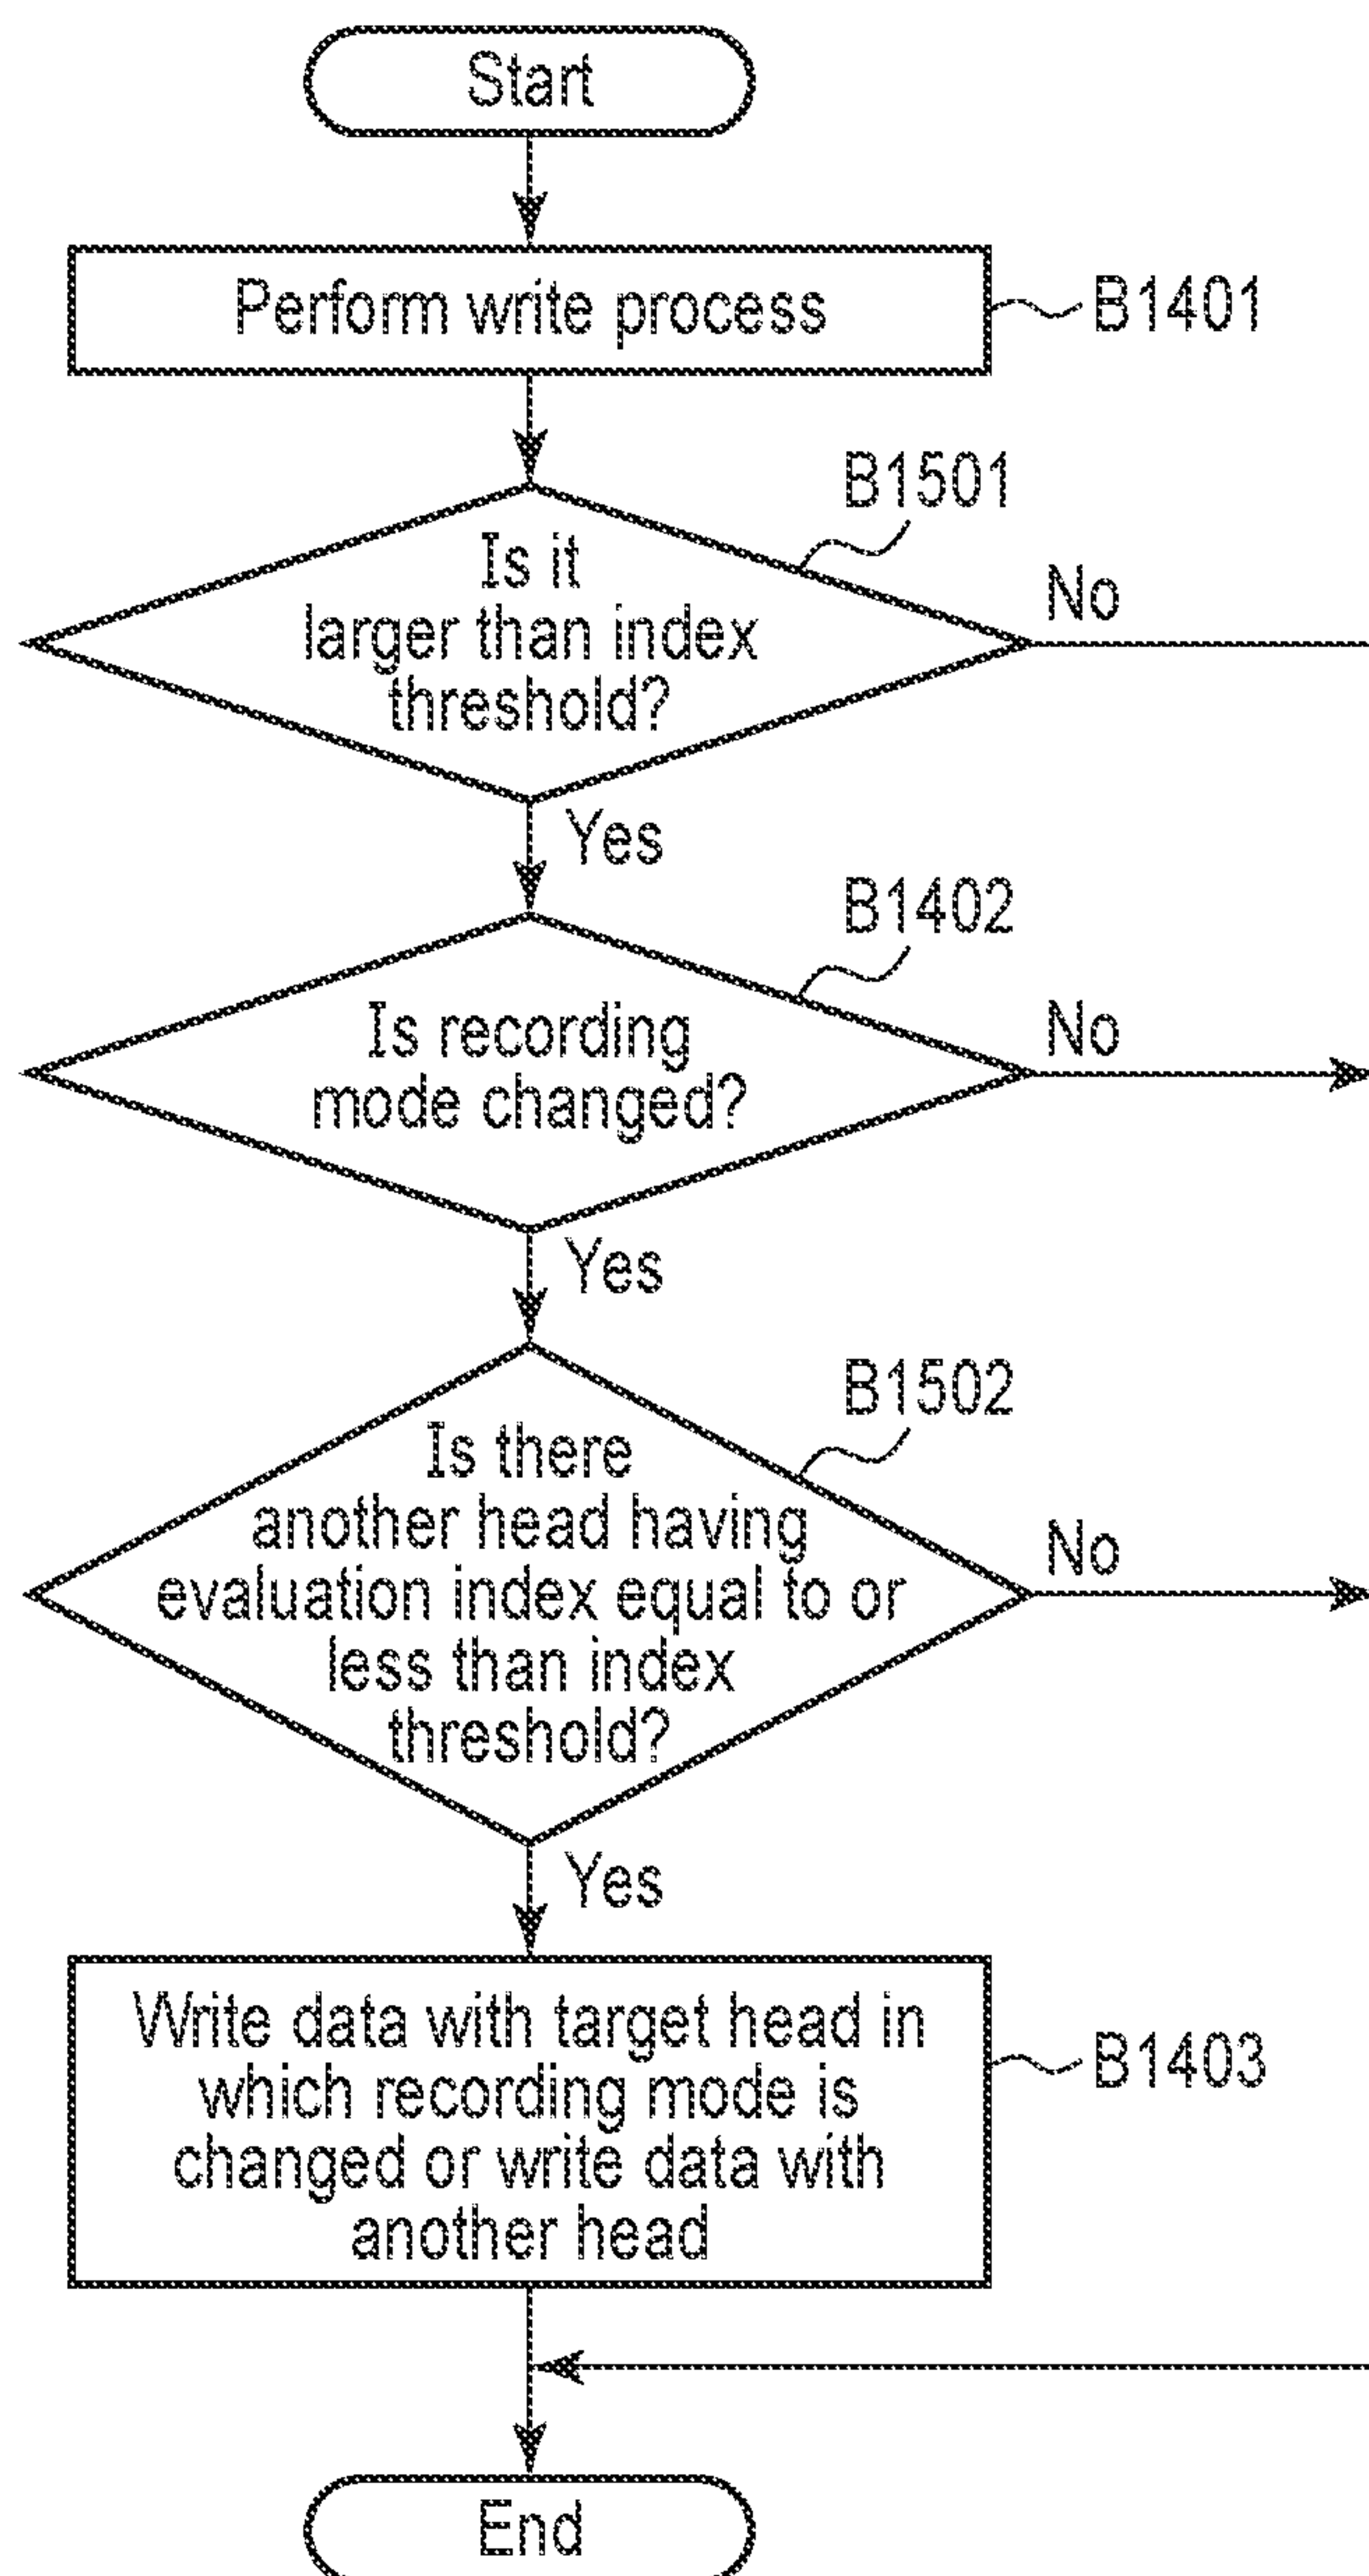 Start
Perform write process
B1401
B1501
Is it
larger than index
threshold?
No
Yes
B1402
Is recording
mode changed?
No
Yes
B1502
Is there
another head having
evaluation index equal to or
less than index
threshold?
No
Yes
Write data with target head in
which recording mode is
changed or write data with
another head
B1403
End